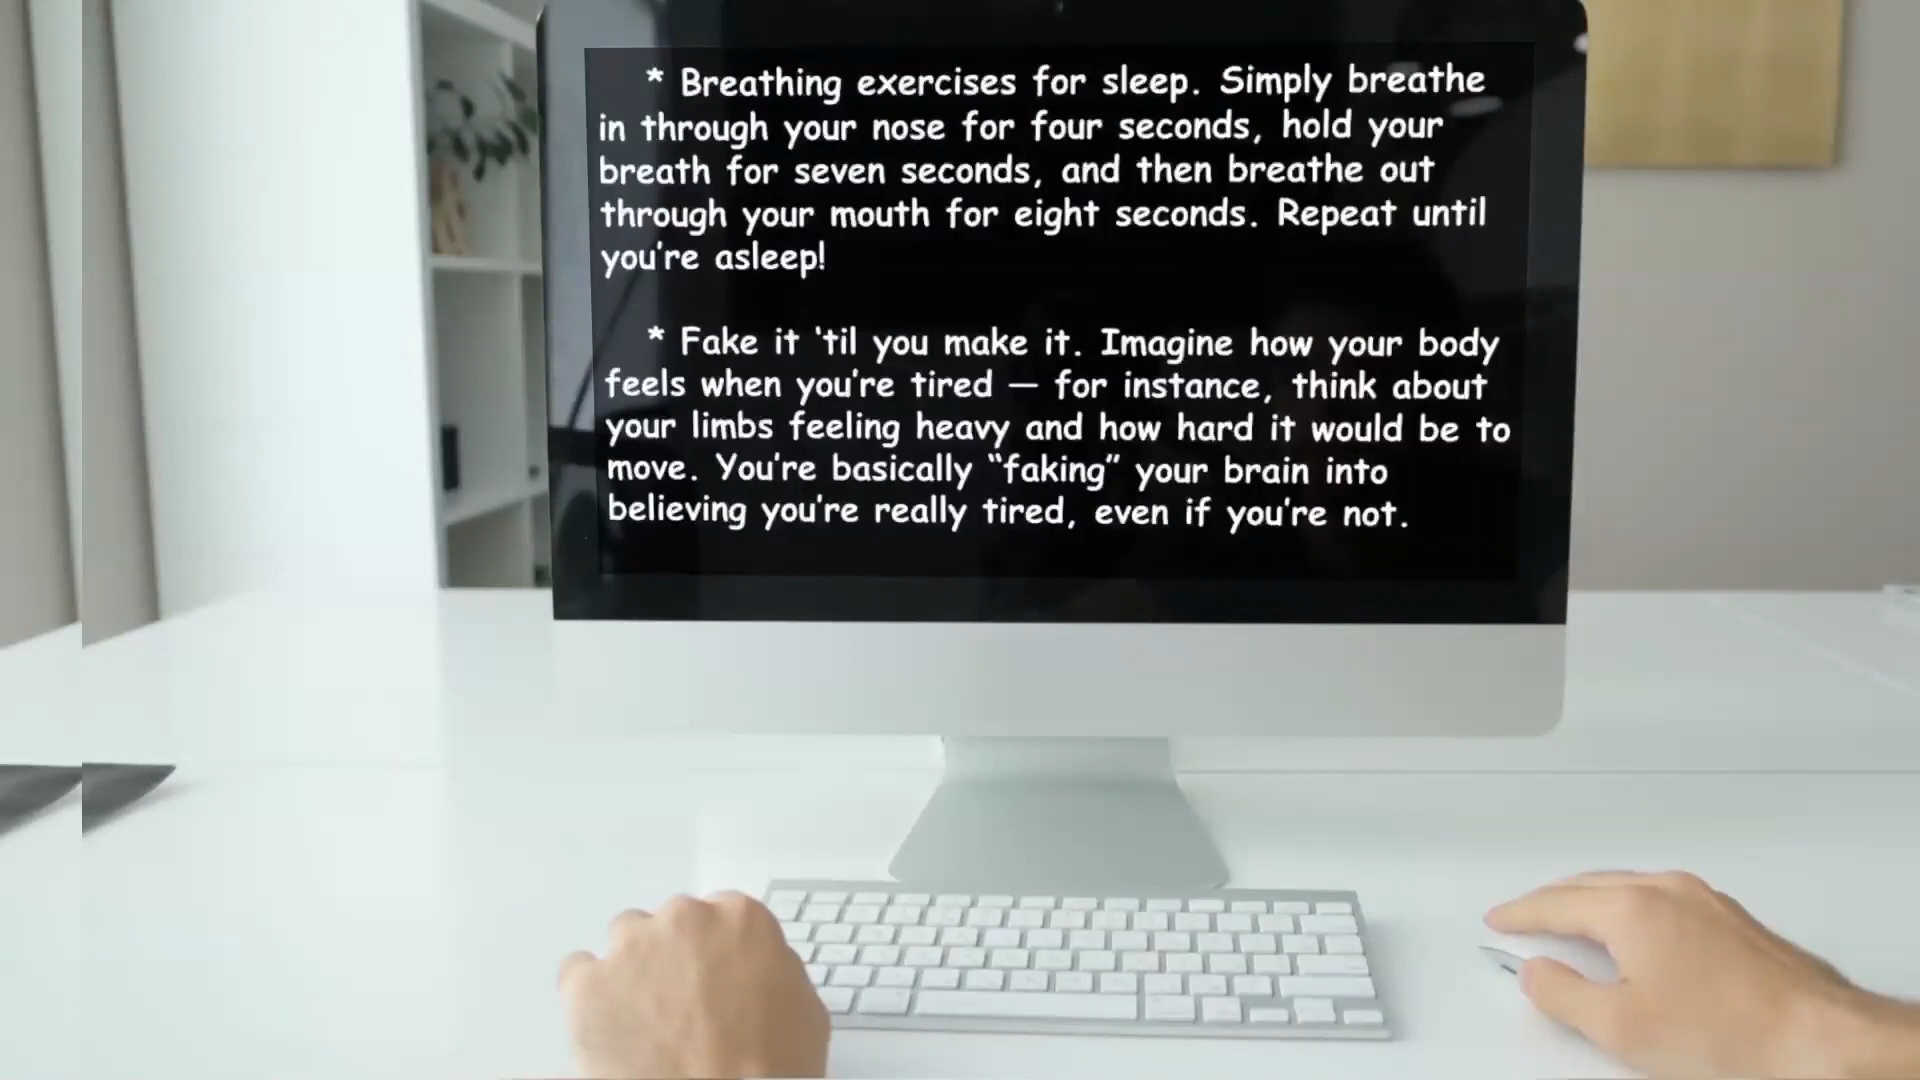 * Breathing exercises for sleep. Simply breathe
in through your nose for four seconds, hold your
breath for seven seconds, and then breathe out
through your mouth for eight seconds. Repeat until
you're asleep!
* Fake it ‘til you make it. Imagine how your body
feels when you're tired — for instance, think about
your limbs feeling heavy and how hard it would be to
move. You're basically “faking” your brain into
believing you're really tired, even if you're not.